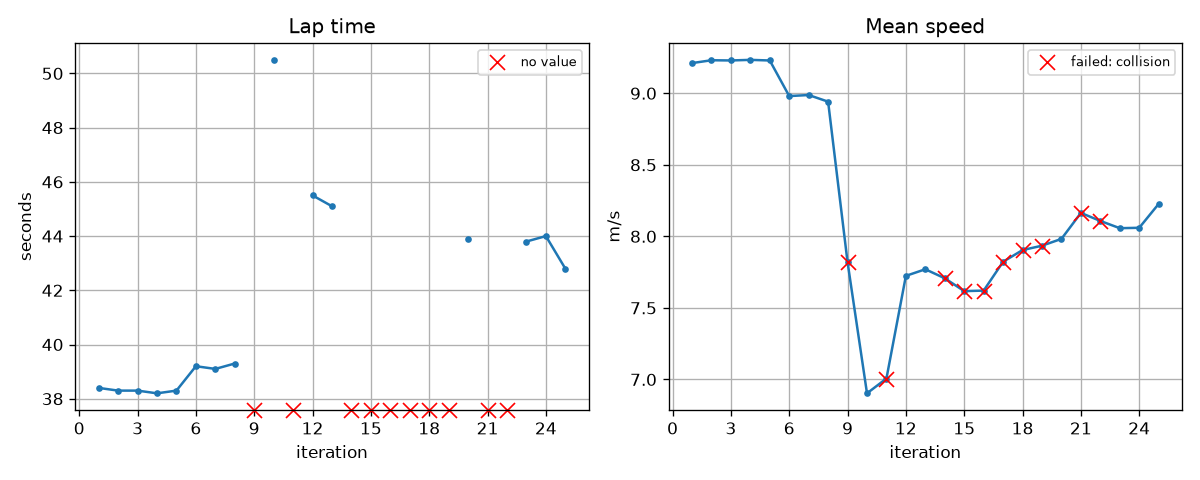 Lap time
no value
50
48
46
44
42
40
38
seconds
0 3 6 9 12 15 18 21 24
iteration
Mean speed
failed: collision
9.0
8.5
8.0
7.5
7.0
m/s
0 3 6 9 12 15 18 21 24
iteration